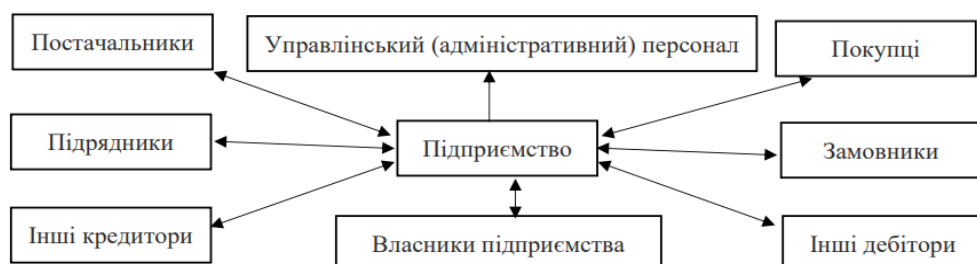 Постачальники
Управлінський (адміністративний) персонал
Покупці
Підрядники
Підприємство
Замовники
Інші кредитори
Власники підприємства
Інші дебітори